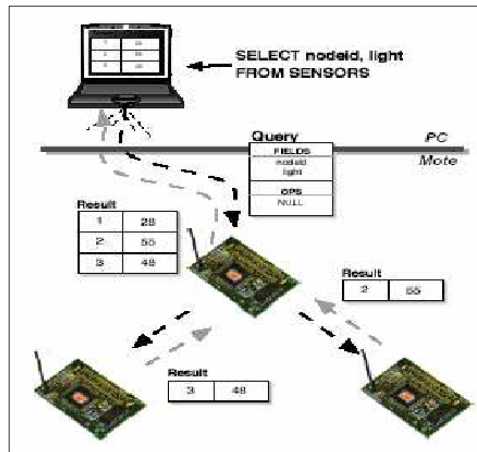 SELECT nodeid, light
FROM SENSORS
Query
PC
FIELDS
nodeid
light
Mote
OPS
NULL
Result
1 28
2 55
3 48
Result
2 55
Result
3 48